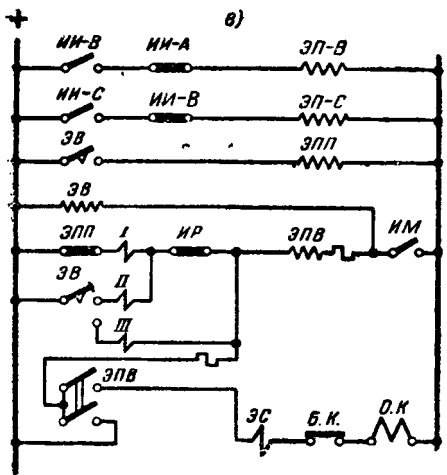 + в)
ИИ-В ИИ-А ЭП-В
ИИ-С ИИ-В ЭП-С
ЭВ ЭПП
ЭВ
ЭПП I ИР ЭПВ ИМ
ЭВ II
III
ЭПВ
ЭС Б.К. О.К